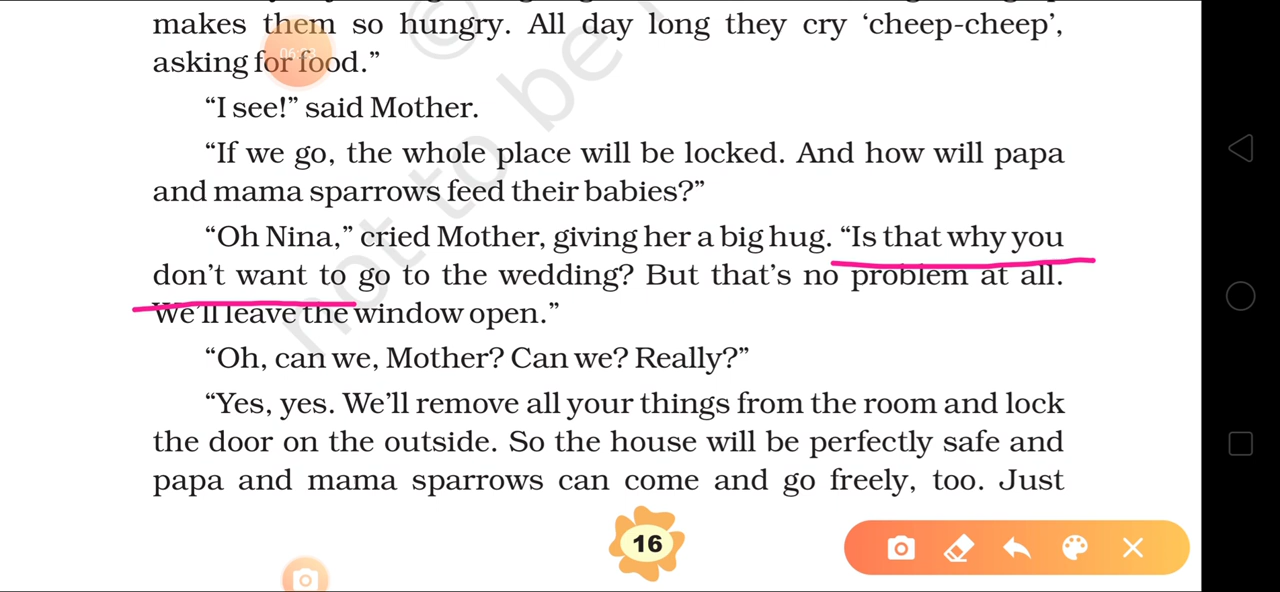 makes them so hungry. All day long they cry ‘cheep-cheep’,
asking for food.”
“I see!” said Mother.
“If we go, the whole place will be locked. And how will papa
and mama sparrows feed their babies?”
“Oh Nina,” cried Mother, giving her a big hug. “Is that why you
don’t want to go to the wedding? But that’s no problem at all.
We’ll leave the window open.”
“Oh, can we, Mother? Can we? Really?”
“Yes, yes. We’ll remove all your things from the room and lock
the door on the outside. So the house will be perfectly safe and
papa and mama sparrows can come and go freely, too. Just
16
not to be